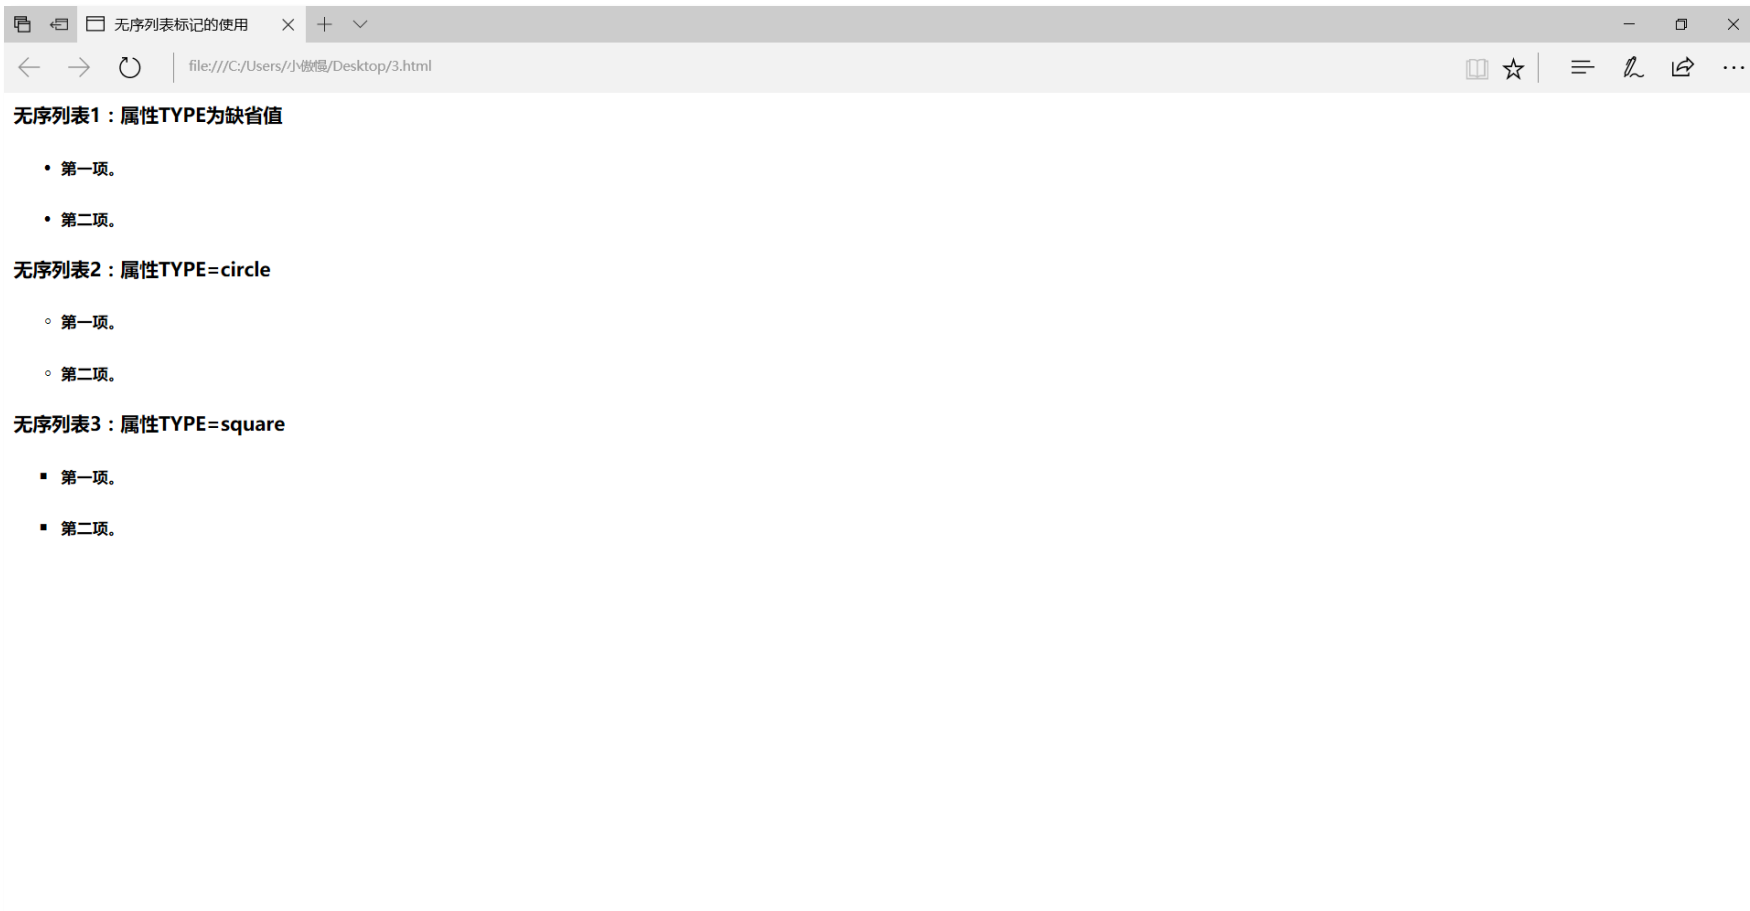 无序列表标记的使用
file:///C:/Users/小傲慢/Desktop/3.html
无序列表1：属性TYPE为缺省值
• 第一项。
• 第二项。
无序列表2：属性TYPE=circle
◦ 第一项。
◦ 第二项。
无序列表3：属性TYPE=square
▪ 第一项。
▪ 第二项。